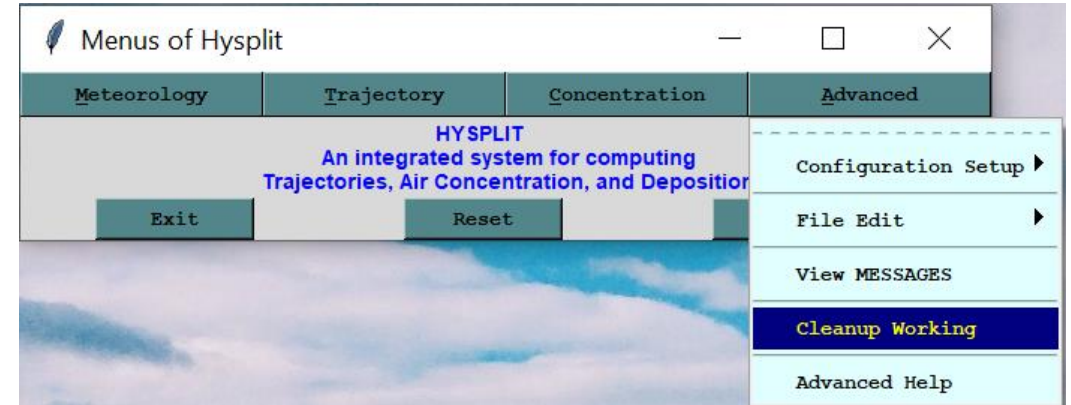 Menus of Hysplit
Meteorology Trajectory Concentration Advanced
HYSPLIT
An integrated system for computing
Trajectories, Air Concentration, and Deposition
Exit Reset
Configuration Setup
File Edit
View MESSAGES
Cleanup Working
Advanced Help